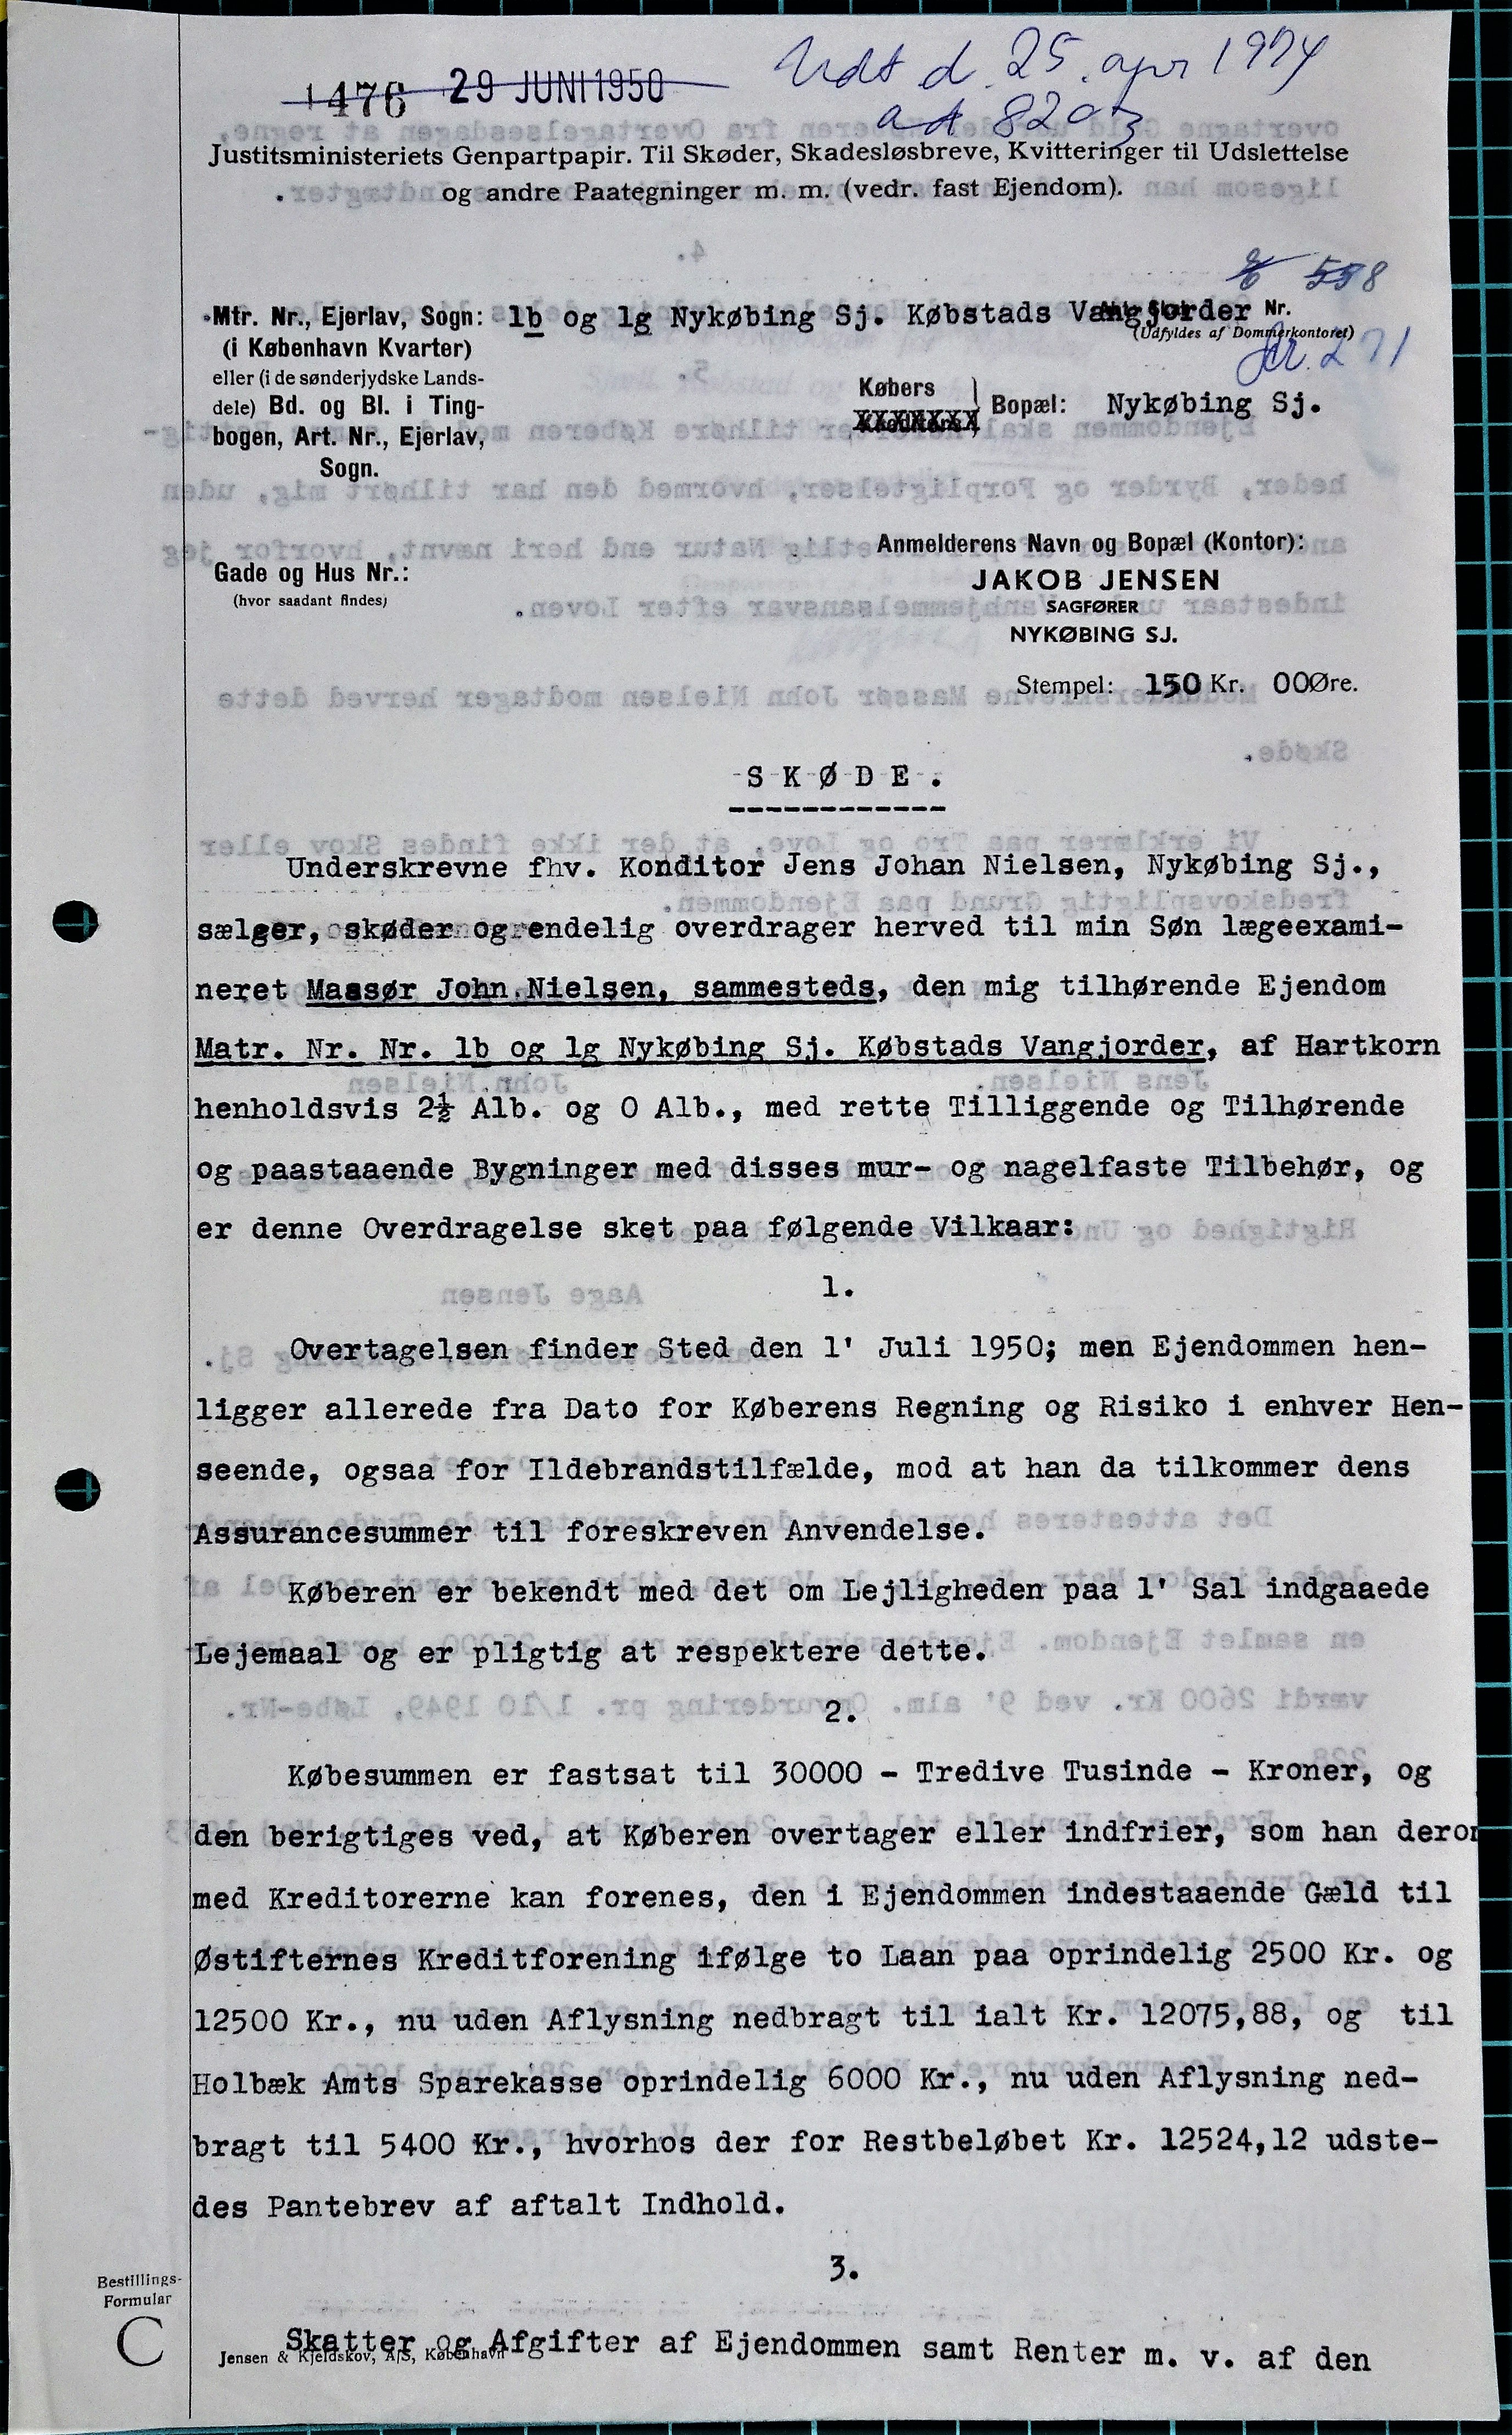 1476 29 JUNI 1950
Udt d. 25. apr 1974
at 8203
Justitsministeriets Genpartpapir. Til Skøder, Skadesløsbreve, Kvitteringer til Udslettelse
og andre Paategninger m. m. (vedr. fast Ejendom).
558
Mtr. Nr., Ejerlav, Sogn: 1b og 1g Nykøbing Sj. Købstads Vangjorder Nr.
(i København Kvarter)
(Udfyldes af Dommerkontoret)
eller (i de sønderjydske Lands-
dele) Bd. og Bl. i Ting-
bogen, Art. Nr., Ejerlav,
Sogn.
271
Købers
Kreditors
Bopæl: Nykøbing Sj.
Gade og Hus Nr.:
(hvor saadant findes)
Anmelderens Navn og Bopæl (Kontor):
JAKOB JENSEN
SAGFØRER
NYKØBING SJ.
Stempel: 150 Kr. 00 Øre.
S K Ø D E .
Underskrevne fhv. Konditor Jens Johan Nielsen, Nykøbing Sj.,
sælger, skøder og endelig overdrager herved til min Søn lægeexami-
neret Massør John Nielsen, sammesteds, den mig tilhørende Ejendom
Matr. Nr. Nr. 1b og 1g Nykøbing Sj. Købstads Vangjorder, af Hartkorn
henholdsvis 2½ Alb. og 0 Alb., med rette Tilliggende og Tilhørende
og paastaaende Bygninger med disses mur- og nagelfaste Tilbehør, og
er denne Overdragelse sket paa følgende Vilkaar:
1.
Overtagelsen finder Sted den 1' Juli 1950; men Ejendommen hen-
ligger allerede fra Dato for Køberens Regning og Risiko i enhver Hen-
seende, ogsaa for Ildebrandstilfælde, mod at han da tilkommer dens
Assurancesummer til foreskreven Anvendelse.
Køberen er bekendt med det om Lejligheden paa 1' Sal indgaaede
Lejemaal og er pligtig at respektere dette.
2.
Købesummen er fastsat til 30000 - Tredive Tusinde - Kroner, og
den berigtiges ved, at Køberen overtager eller indfrier, som han derom
med Kreditorerne kan forenes, den i Ejendommen indestaaende Gæld til
Østifternes Kreditforening ifølge to Laan paa oprindelig 2500 Kr. og
12500 Kr., nu uden Aflysning nedbragt til ialt Kr. 12075,88, og til
Holbæk Amts Sparekasse oprindelig 6000 Kr., nu uden Aflysning ned-
bragt til 5400 Kr., hvorhos der for Restbeløbet Kr. 12524,12 udste-
des Pantebrev af aftalt Indhold.
3.
Skatter og Afgifter af Ejendommen samt Renter m. v. af den
Bestillings-
Formular
C
Jensen & Kjeldskov, A/S, København